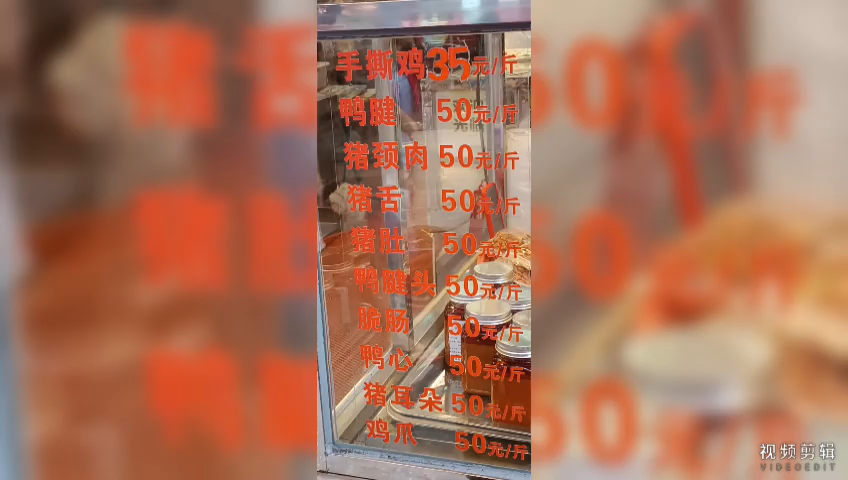 手撕鸡35元/斤
鸭腱 50元/斤
猪颈肉 50元/斤
猪舌 50元/斤
猪肚 50元/斤
鸭腱头 50元/斤
脆肠 50元/斤
鸭心 50元/斤
猪耳朵 50元/斤
鸡爪 50元/斤
视频剪辑
VIDEOEDIT